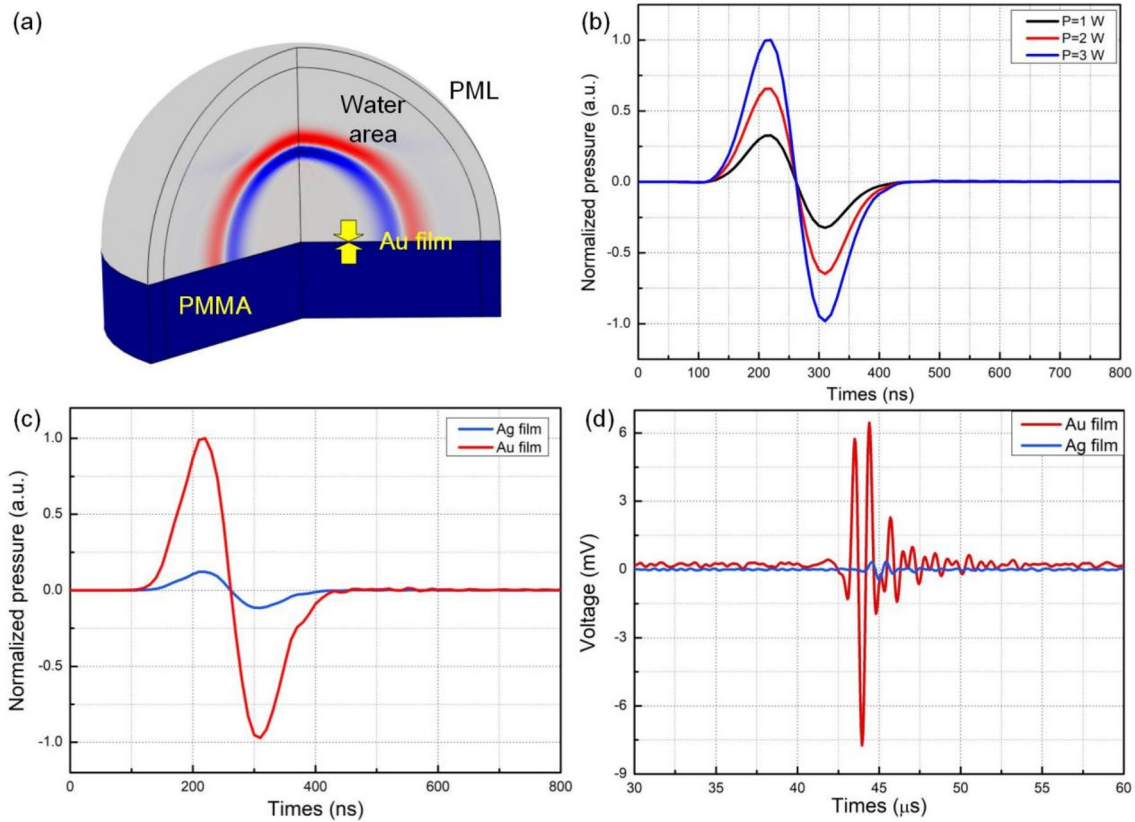 (a)
PML
Water
area
Au film
PMMA
(b)
P=1 W
P=2 W
P=3 W
1.0
0.5
0.0
-0.5
-1.0
Normalized pressure (a.u.)
0 100 200 300 400 500 600 700 800
Times (ns)
(c)
Ag film
Au film
1.0
0.5
0.0
-0.5
-1.0
Normalized pressure (a.u.)
0 200 400 600 800
Times (ns)
(d)
Au film
Ag film
6
3
0
-3
-6
-9
Voltage (mV)
30 35 40 45 50 55 60
Times (μs)